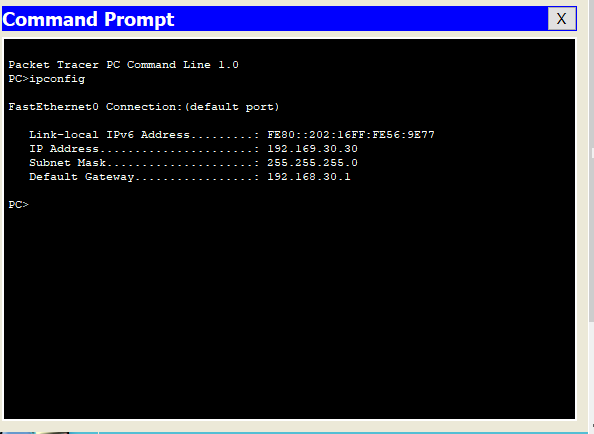 Command Prompt
X
Packet Tracer PC Command Line 1.0
PC>ipconfig
FastEthernet0 Connection:(default port)
Link-local IPv6 Address.........: FE80::202:16FF:FE56:9E77
IP Address......................: 192.169.30.30
Subnet Mask.....................: 255.255.255.0
Default Gateway.................: 192.168.30.1
PC>